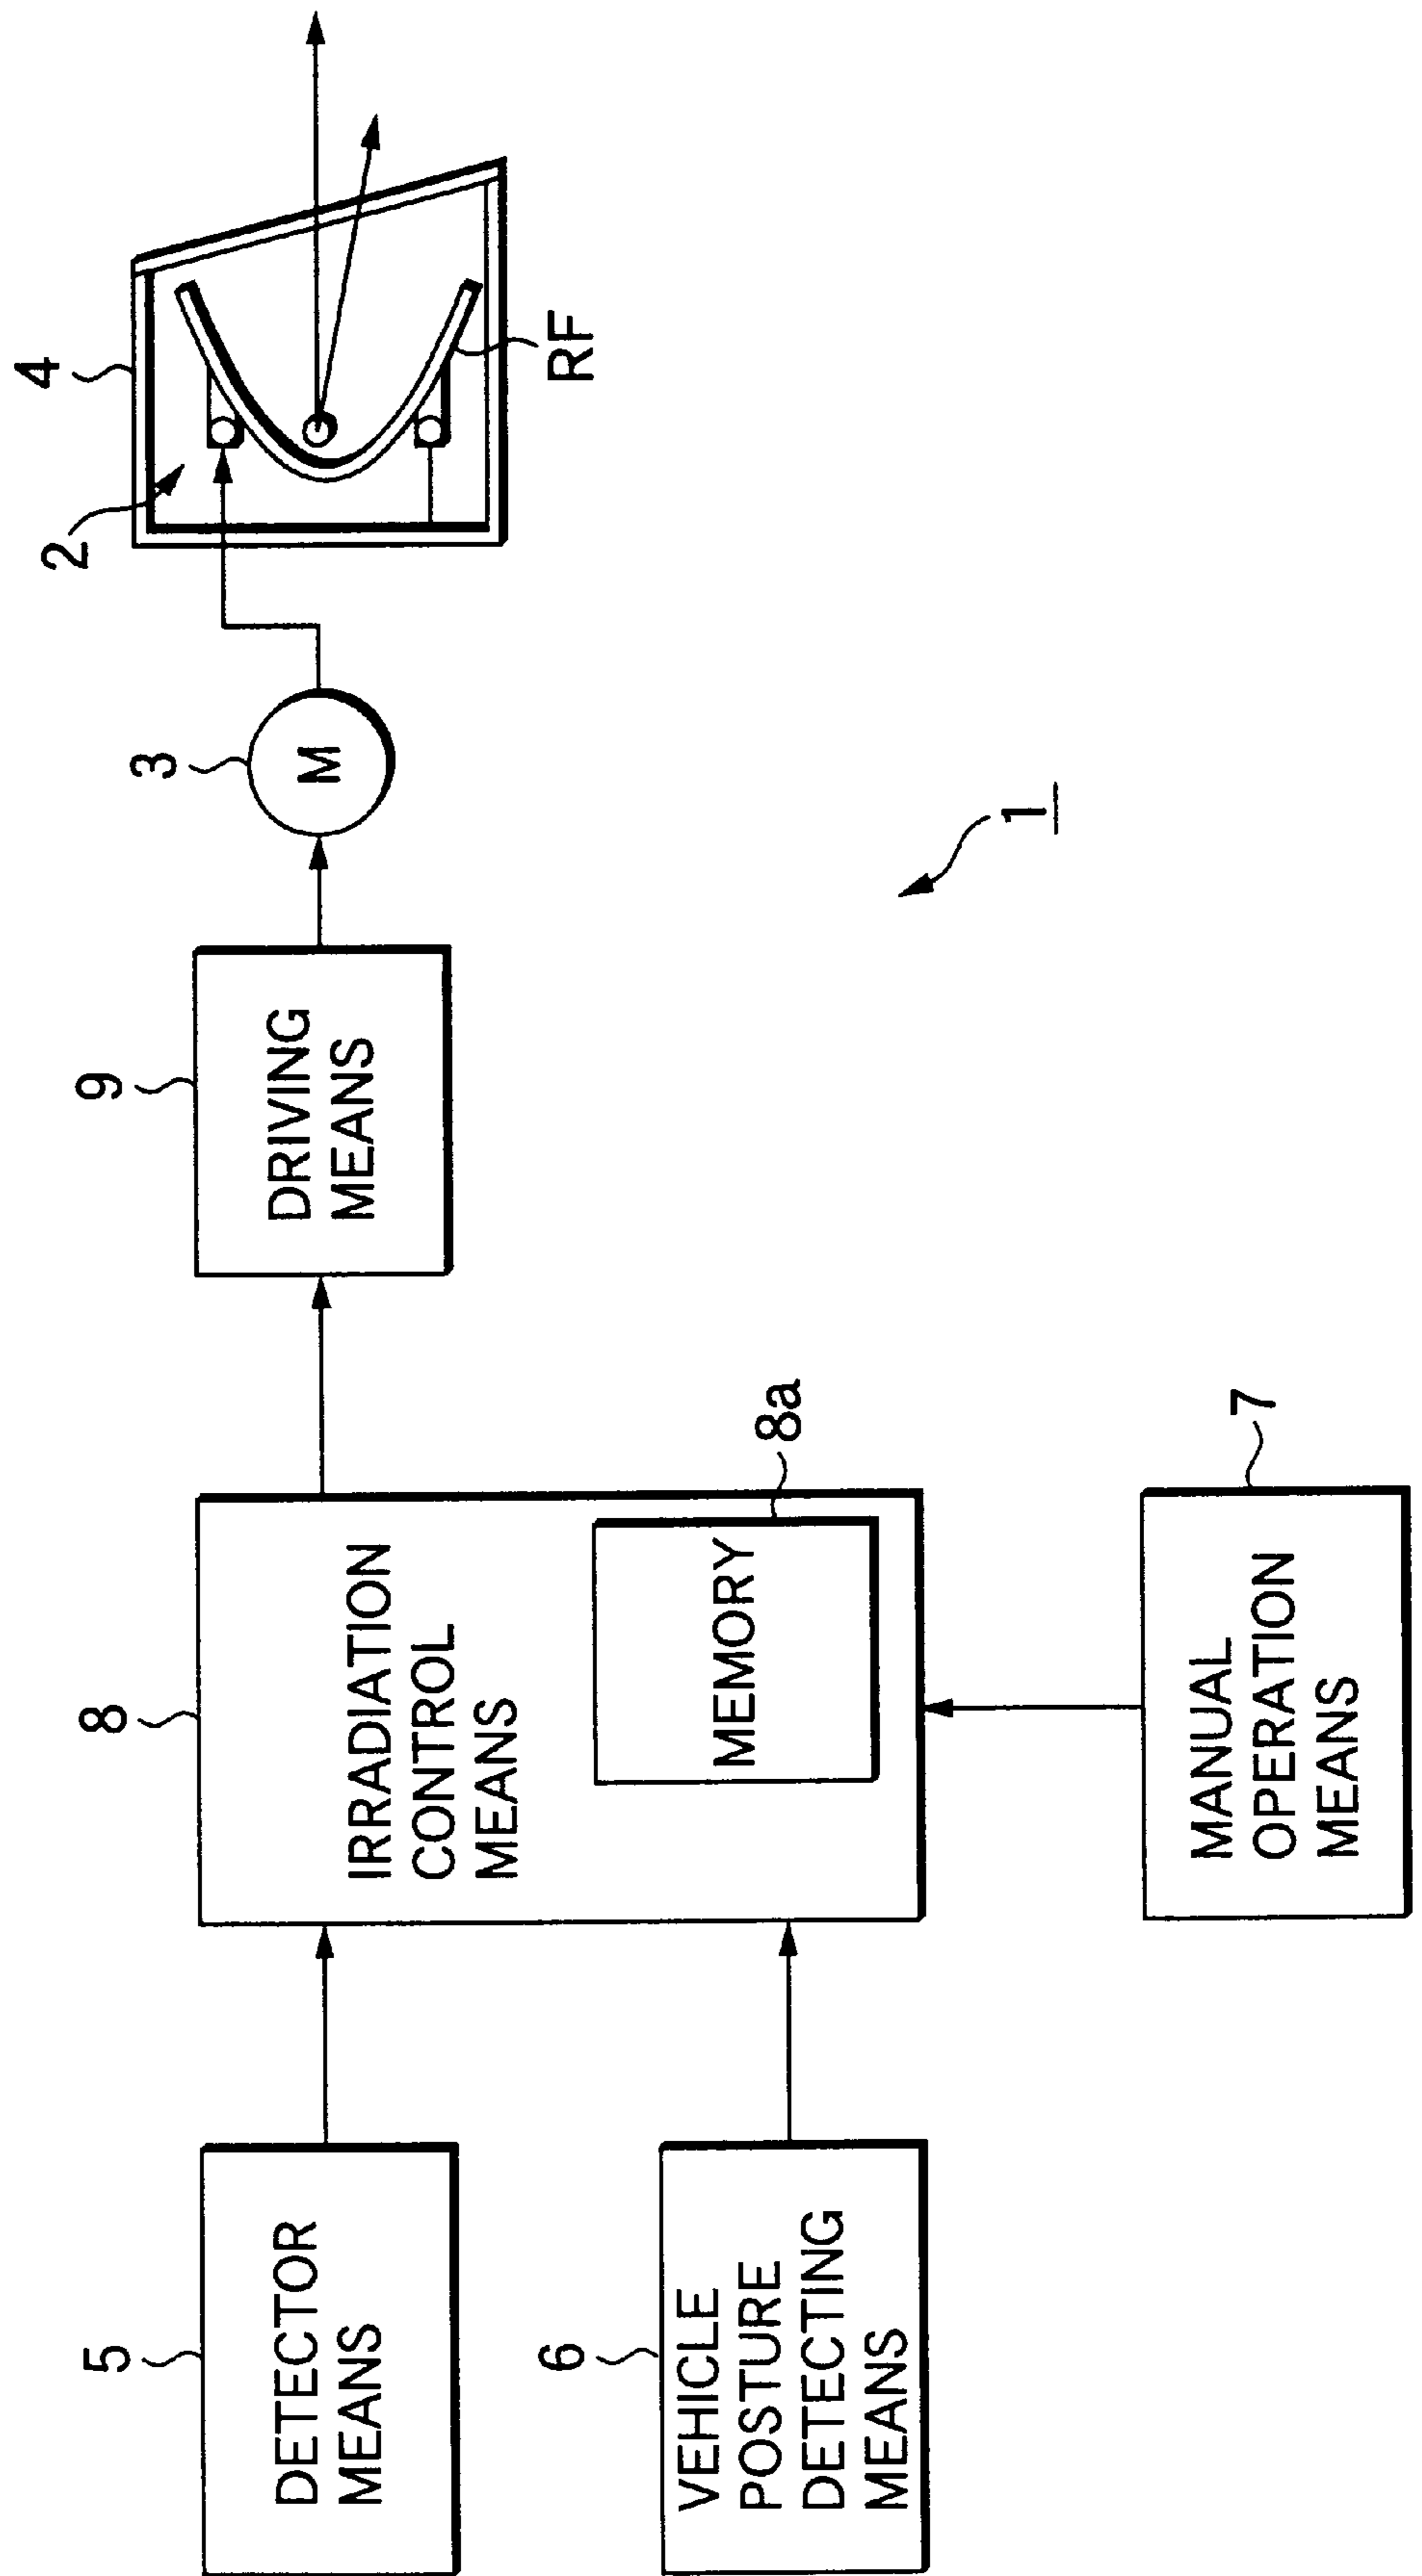 5
DETECTOR
MEANS
6
VEHICLE
POSTURE
DETECTING
MEANS
8
IRRADIATION
CONTROL
MEANS
MEMORY
8a
7
MANUAL
OPERATION
MEANS
9
DRIVING
MEANS
3
M
2
4
RF
1